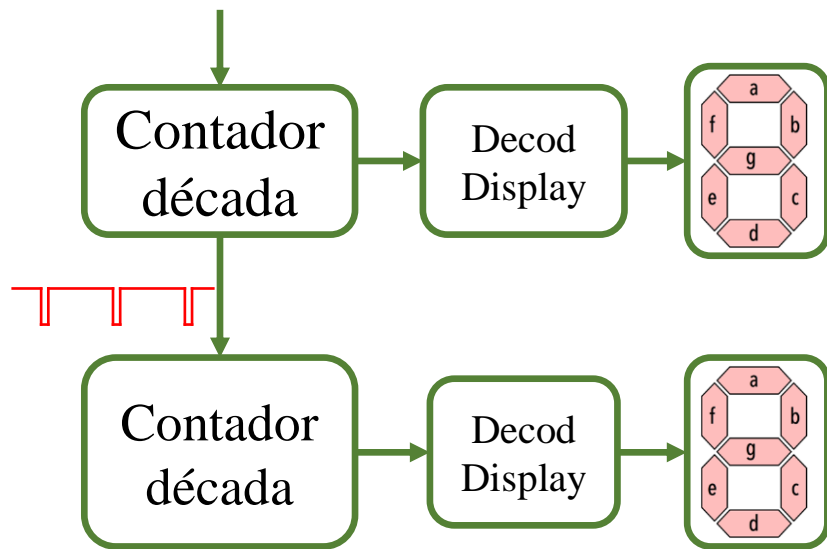 Contador
década
Decod
Display
a
f
b
g
e
c
d
Contador
década
Decod
Display
a
f
b
g
e
c
d